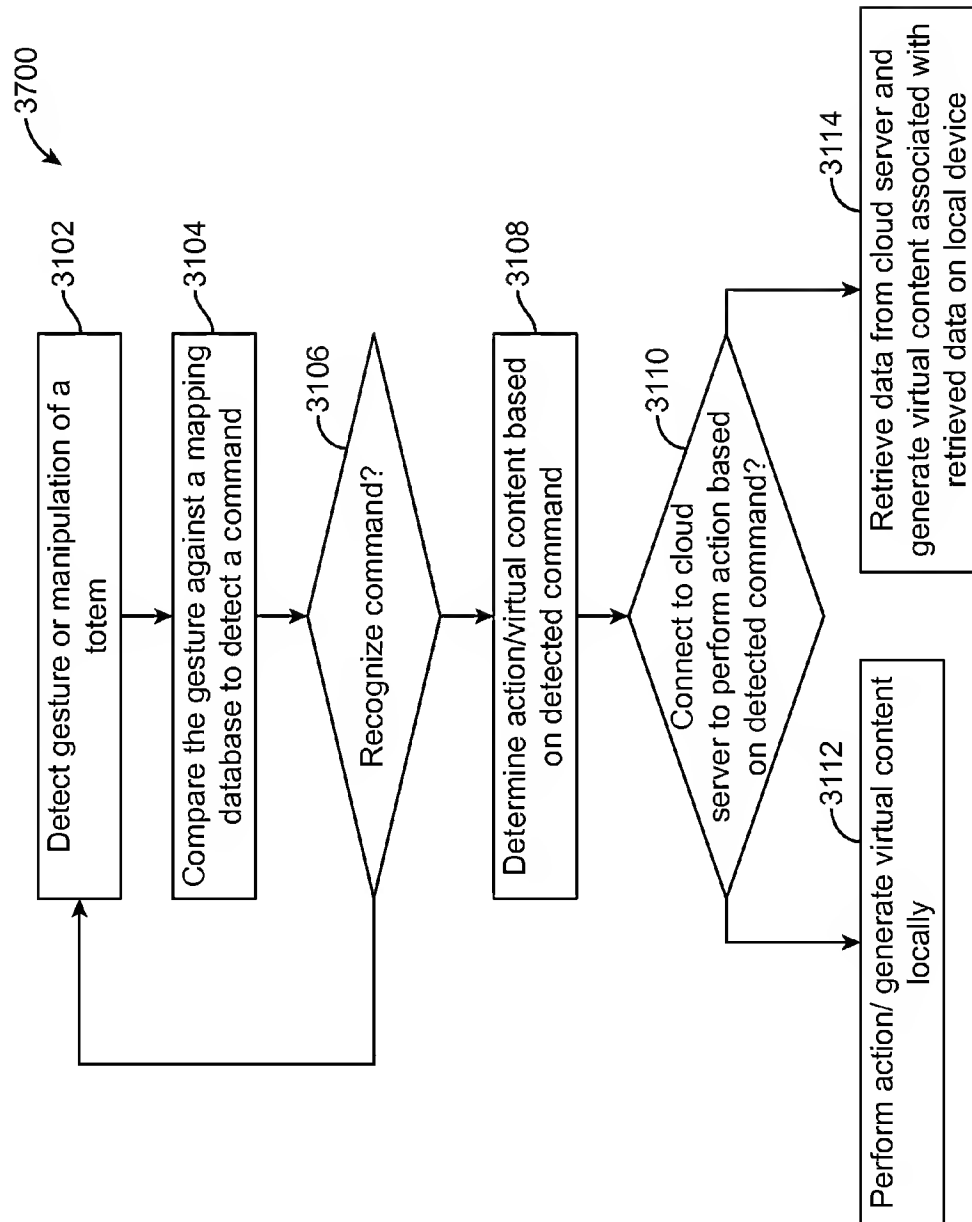 3700
Detect gesture or manipulation of a
totem
3102
Compare the gesture against a mapping
database to detect a command
3104
Recognize command?
3106
Determine action/virtual content based
on detected command
3108
Connect to cloud
server to perform action based
on detected command?
3110
Perform action/ generate virtual content
locally
3112
Retrieve data from cloud server and
generate virtual content associated with
retrieved data on local device
3114